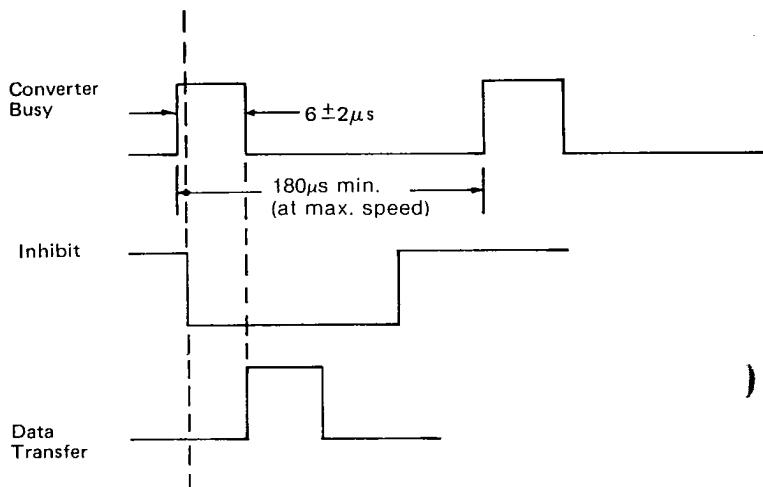 Converter
Busy
6 ±2μs
180μs min.
(at max. speed)
Inhibit
Data
Transfer